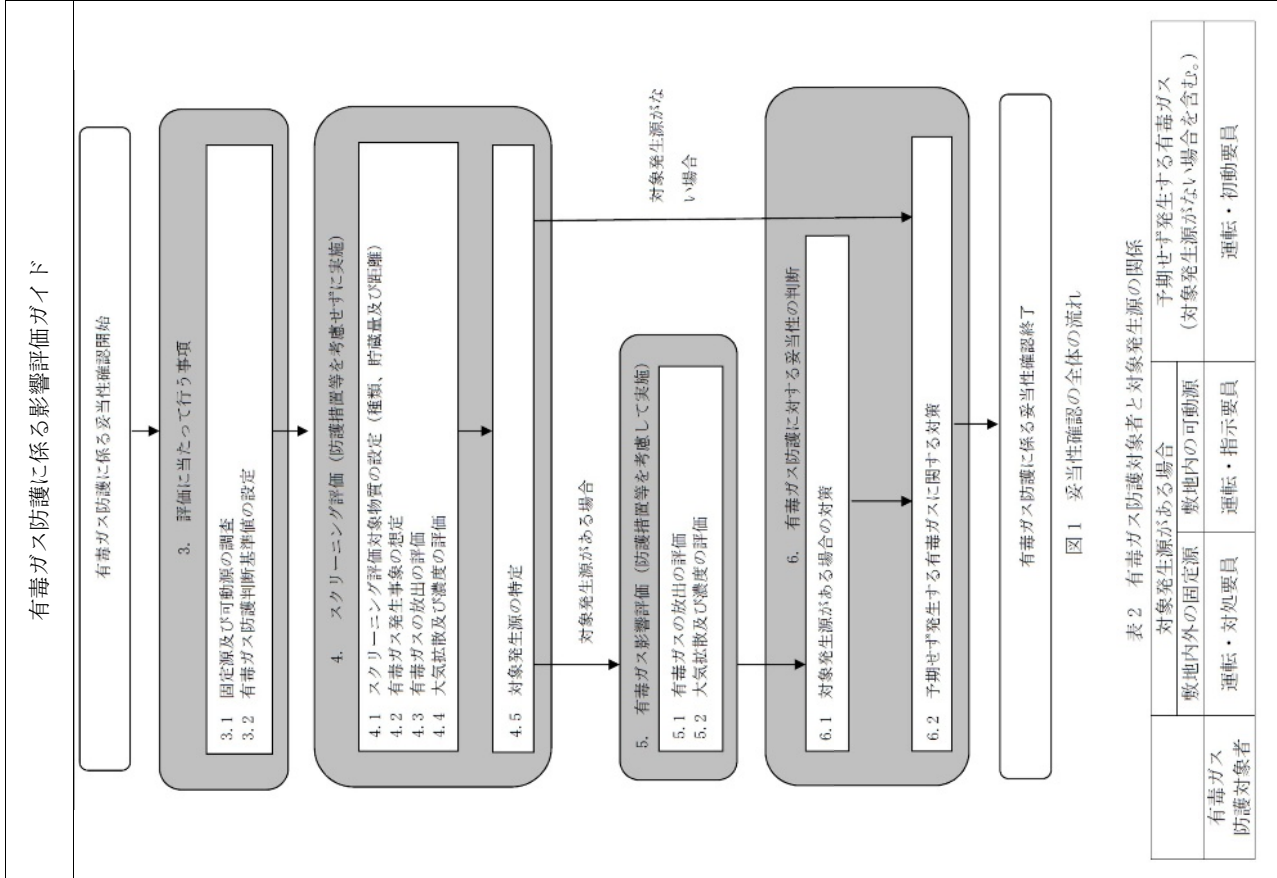 有毒ガス防護に係る影響評価ガイド
有毒ガス防護に係る妥当性確認開始
3. 評価に当たって行う事項
3.1 固定源及び可動源の調査
3.2 有毒ガス防護判断基準値の設定
4. スクリーニング評価（防護措置等を考慮せずに実施）
4.1 スクリーニング評価対象物質の設定（種類、貯蔵量及び距離）
4.2 有毒ガス発生事象の想定
4.3 有毒ガスの放出の評価
4.4 大気拡散及び濃度の評価
4.5 対象発生源の特定
対象発生源がある場合
対象発生源がな
い場合
5. 有毒ガス影響評価（防護措置等を考慮して実施）
5.1 有毒ガスの放出の評価
5.2 大気拡散及び濃度の評価
6. 有毒ガス防護に対する妥当性の判断
6.1 対象発生源がある場合の対策
6.2 予期せず発生する有毒ガスに関する対策
有毒ガス防護に係る妥当性確認終了
図1 妥当性確認の全体の流れ
表2 有毒ガス防護対象者と対象発生源の関係
対象発生源がある場合
予期せず発生する有毒ガス
（対象発生源がない場合を含む。）
敷地内外の固定源
敷地内の可動源
有毒ガス
防護対象者
運転・対処要員
運転・指示要員
運転・初動要員